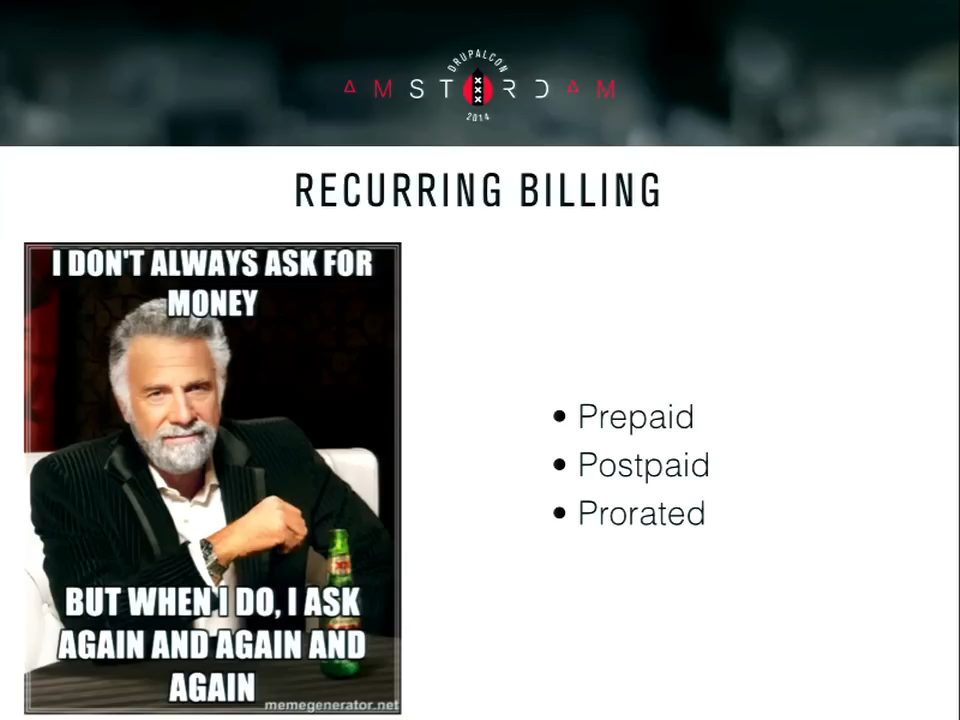 DRUPALCON
AMSTERDAM
2014
RECURRING BILLING
I DON'T ALWAYS ASK FOR
MONEY
BUT WHEN I DO, I ASK
AGAIN AND AGAIN AND
AGAIN
memegenerator.net
• Prepaid
• Postpaid
• Prorated